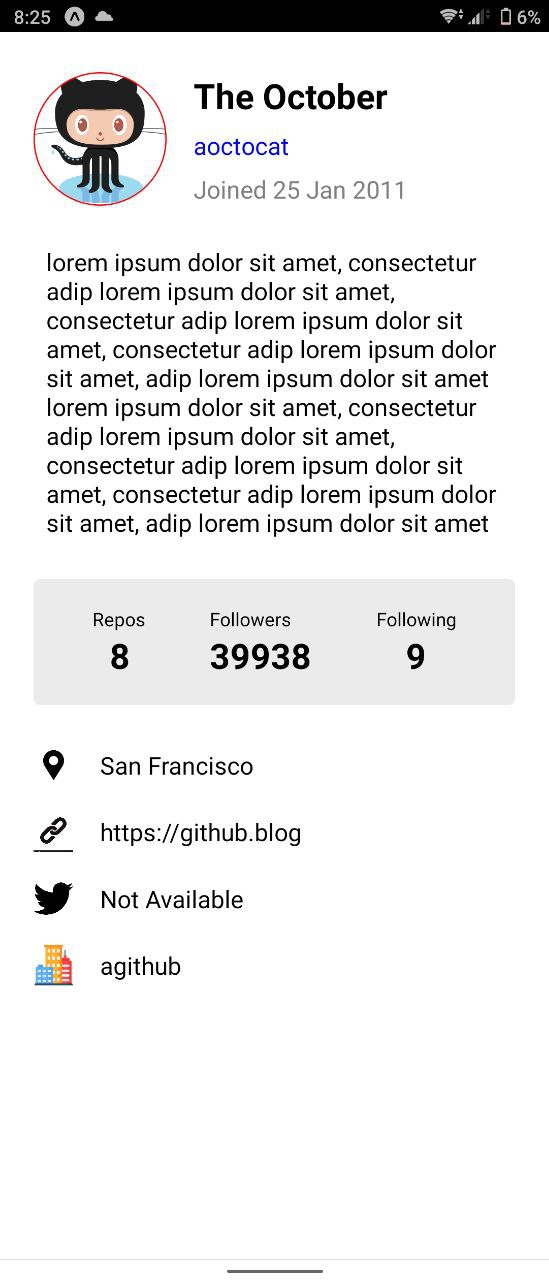 8:25
6%
The October
aoctocat
Joined 25 Jan 2011
lorem ipsum dolor sit amet, consectetur
adip lorem ipsum dolor sit amet,
consectetur adip lorem ipsum dolor sit
amet, consectetur adip lorem ipsum dolor
sit amet, adip lorem ipsum dolor sit amet
lorem ipsum dolor sit amet, consectetur
adip lorem ipsum dolor sit amet,
consectetur adip lorem ipsum dolor sit
amet, consectetur adip lorem ipsum dolor
sit amet, adip lorem ipsum dolor sit amet
Repos Followers Following
8 39938 9
San Francisco
https://github.blog
Not Available
agithub